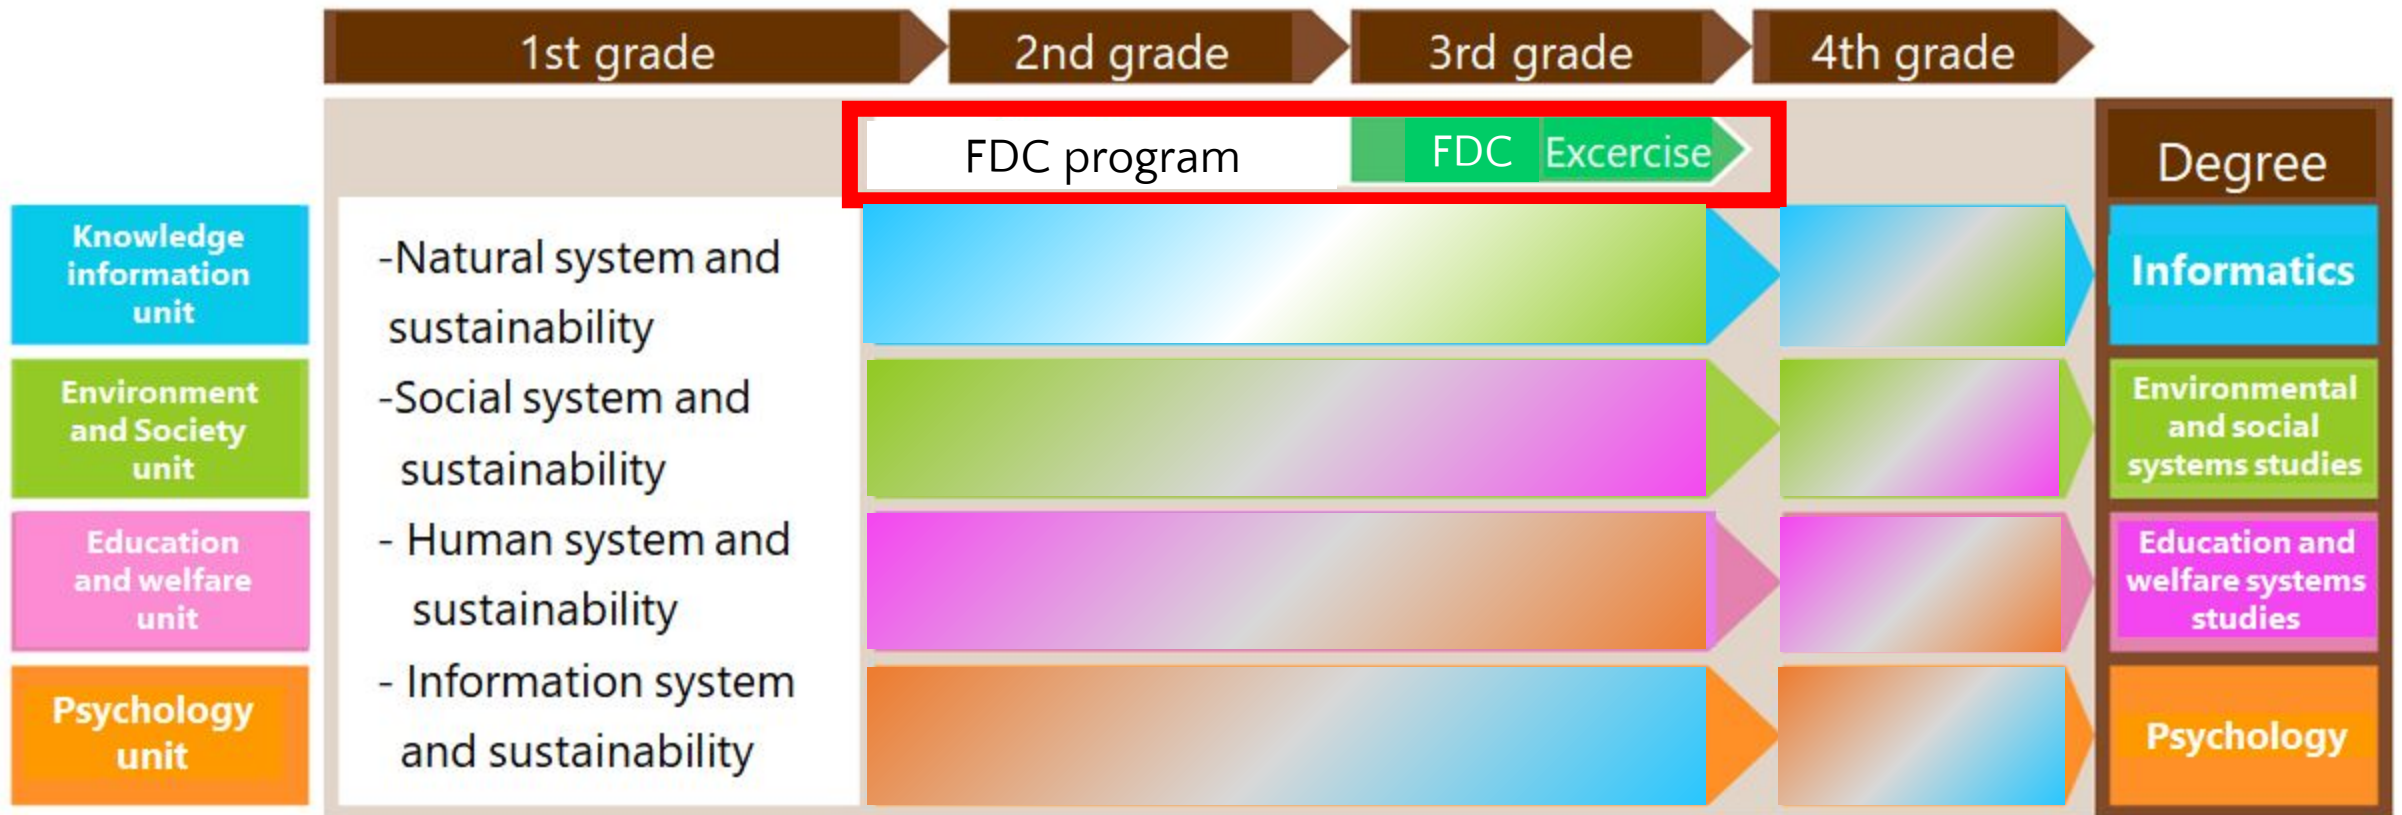 1st grade
2nd grade
3rd grade
4th grade
FDC program
FDC Excercise
Degree
Knowledge
information
unit
Environment
and Society
unit
Education
and welfare
unit
Psychology
unit
-Natural system and
sustainability
-Social system and
sustainability
- Human system and
sustainability
- Information system
and sustainability
Informatics
Environmental
and social
systems studies
Education and
welfare systems
studies
Psychology